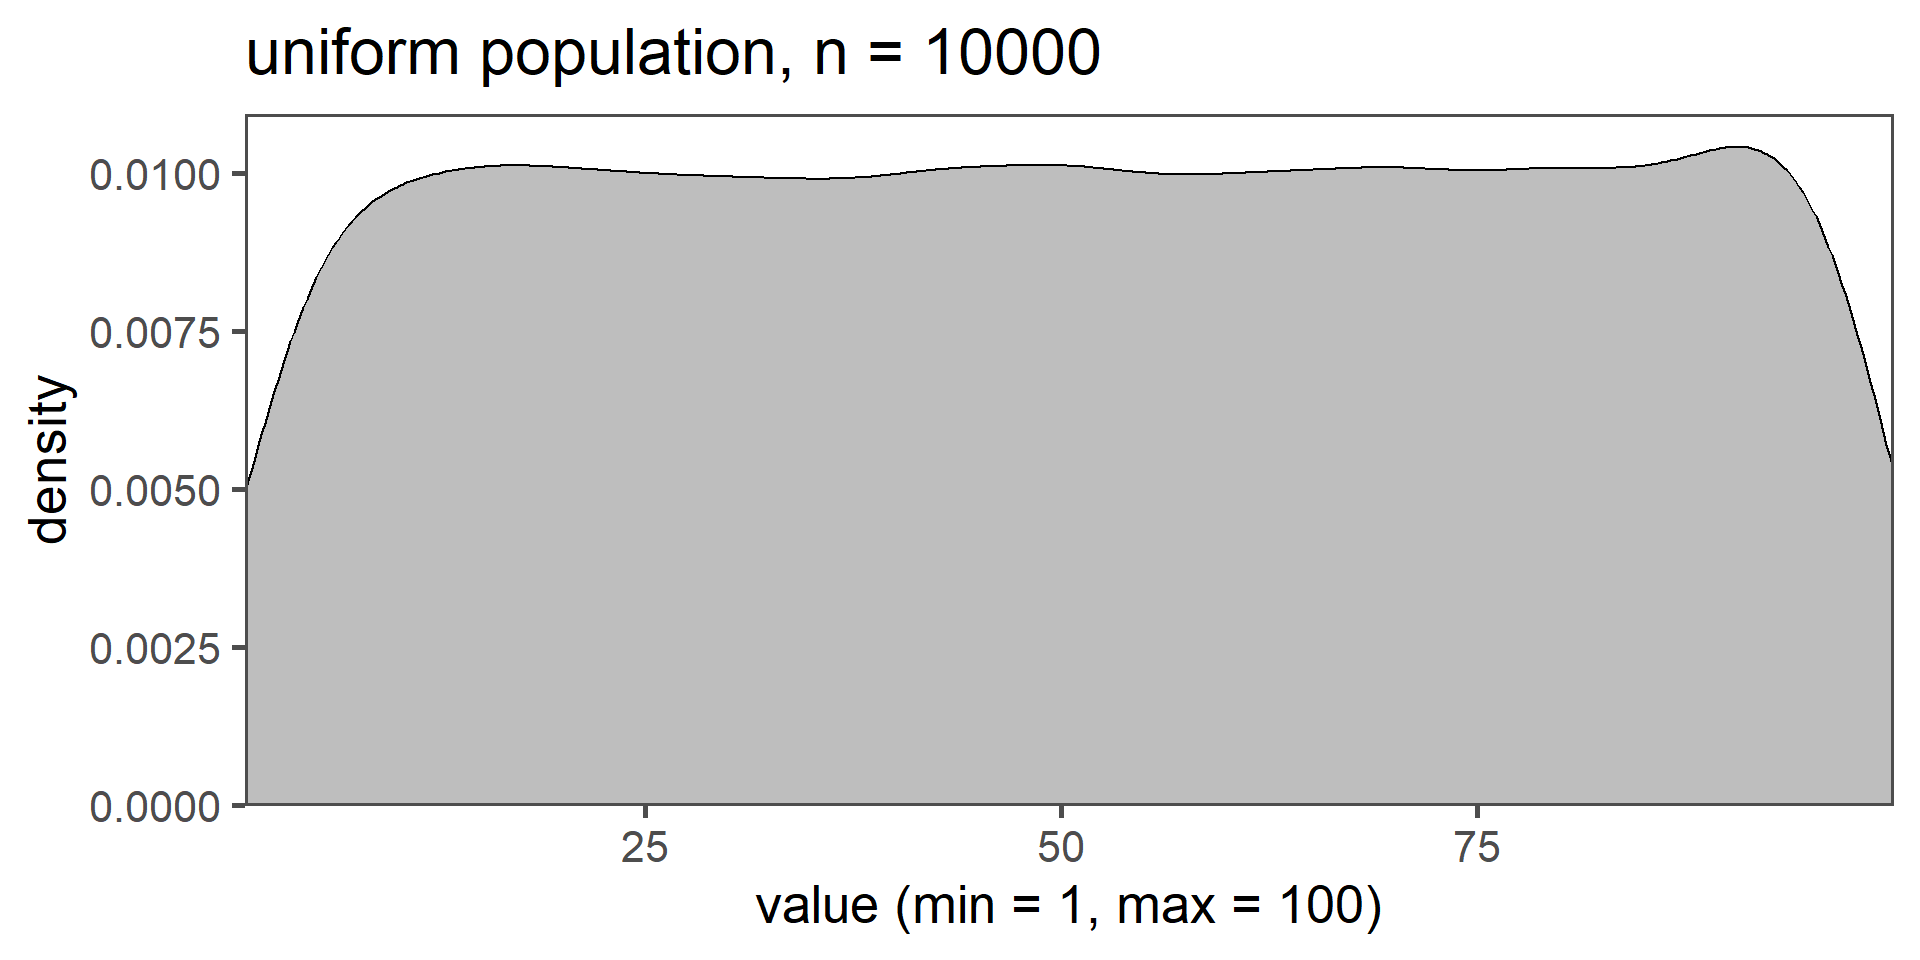 uniform population, n = 10000
0.0100
0.0075
0.0050
0.0025
0.0000
density
25 50 75
value (min = 1, max = 100)